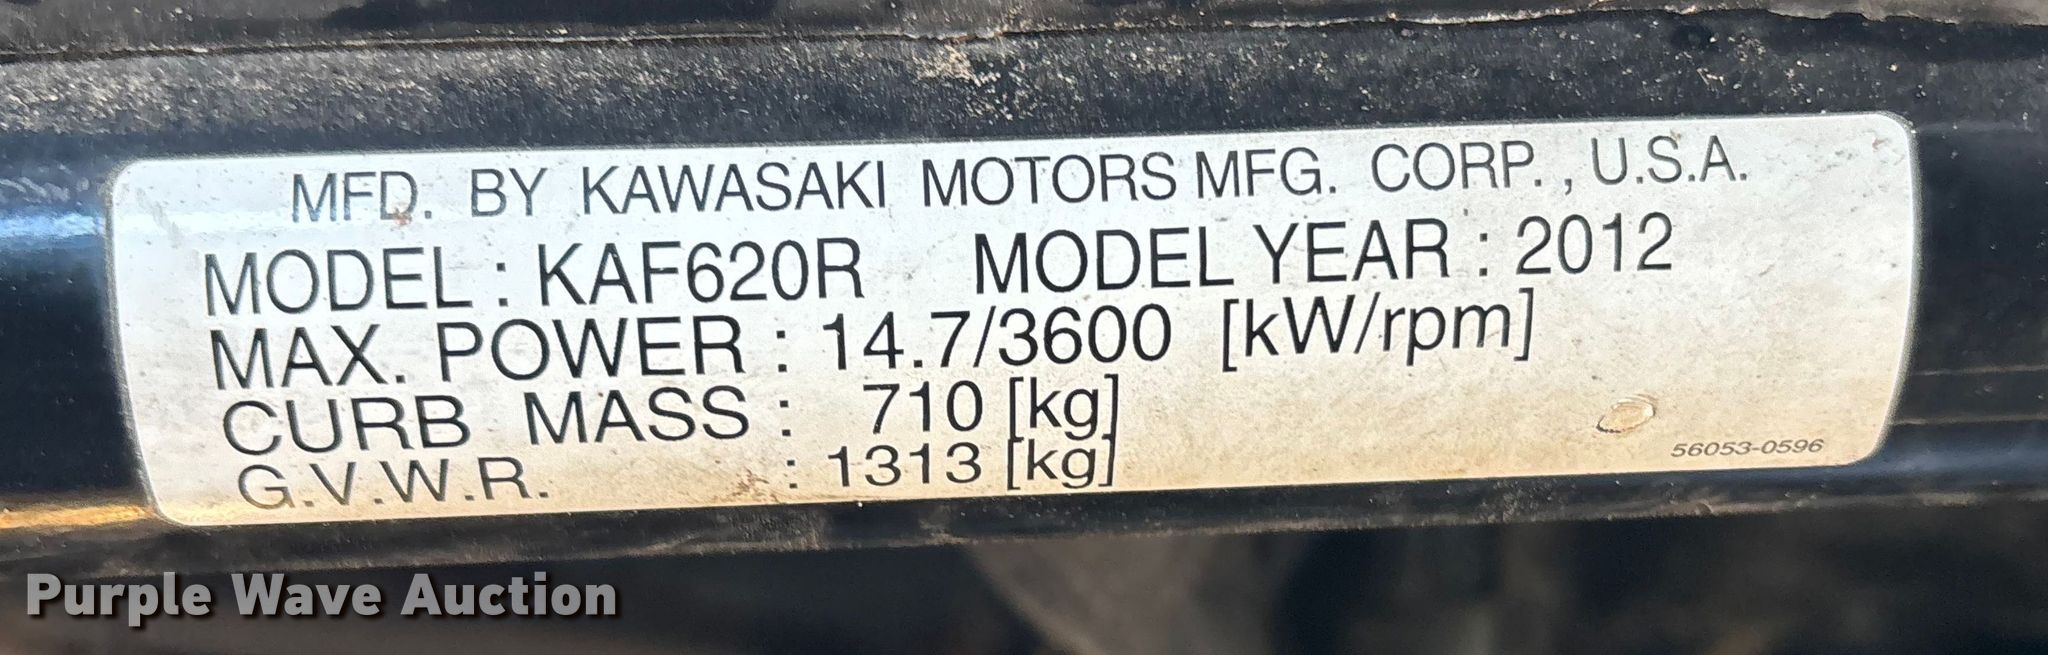 MFD. BY KAWASAKI MOTORS MFG. CORP., U.S.A.
MODEL : KAF620R MODEL YEAR : 2012
MAX. POWER : 14.7/3600 [kW/rpm]
CURB MASS : 710 [kg]
G.V.W.R. : 1313 [kg]
56053-0596
Purple Wave Auction